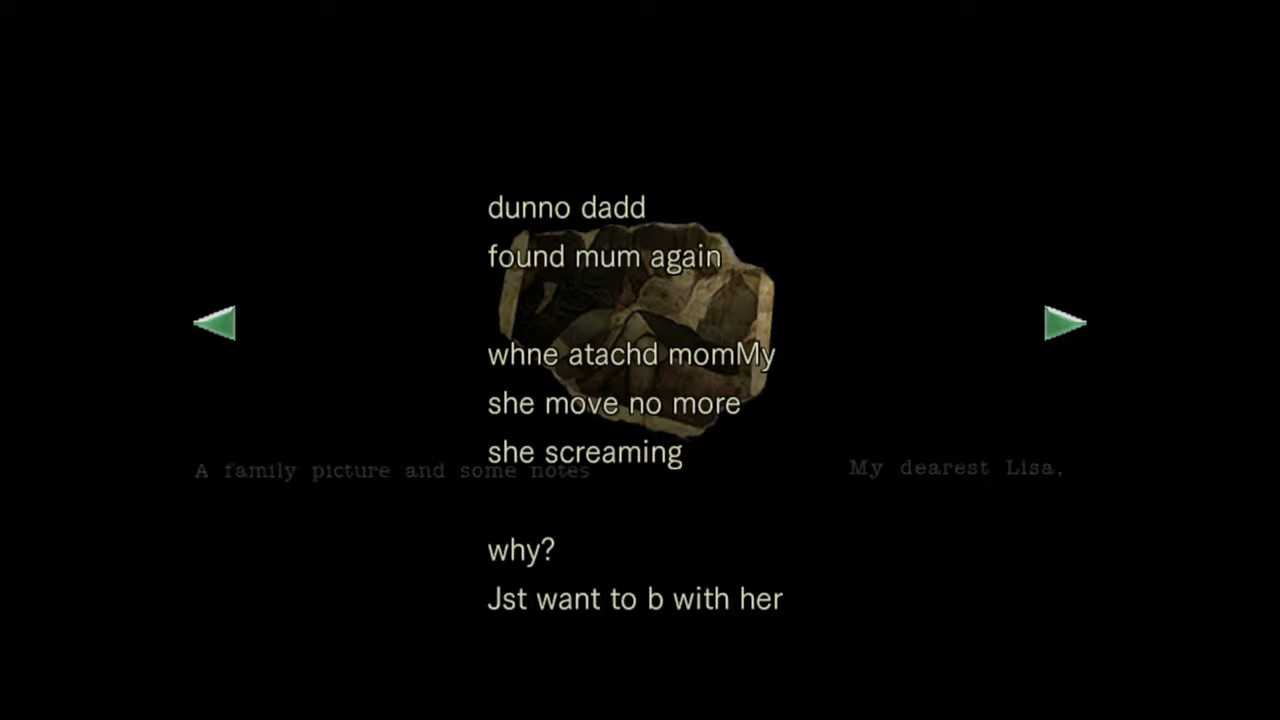 dunno dadd
found mum again
whne atachd momMy
she move no more
she screaming
A family picture and some notes
My dearest Lisa,
why?
Jst want to b with her